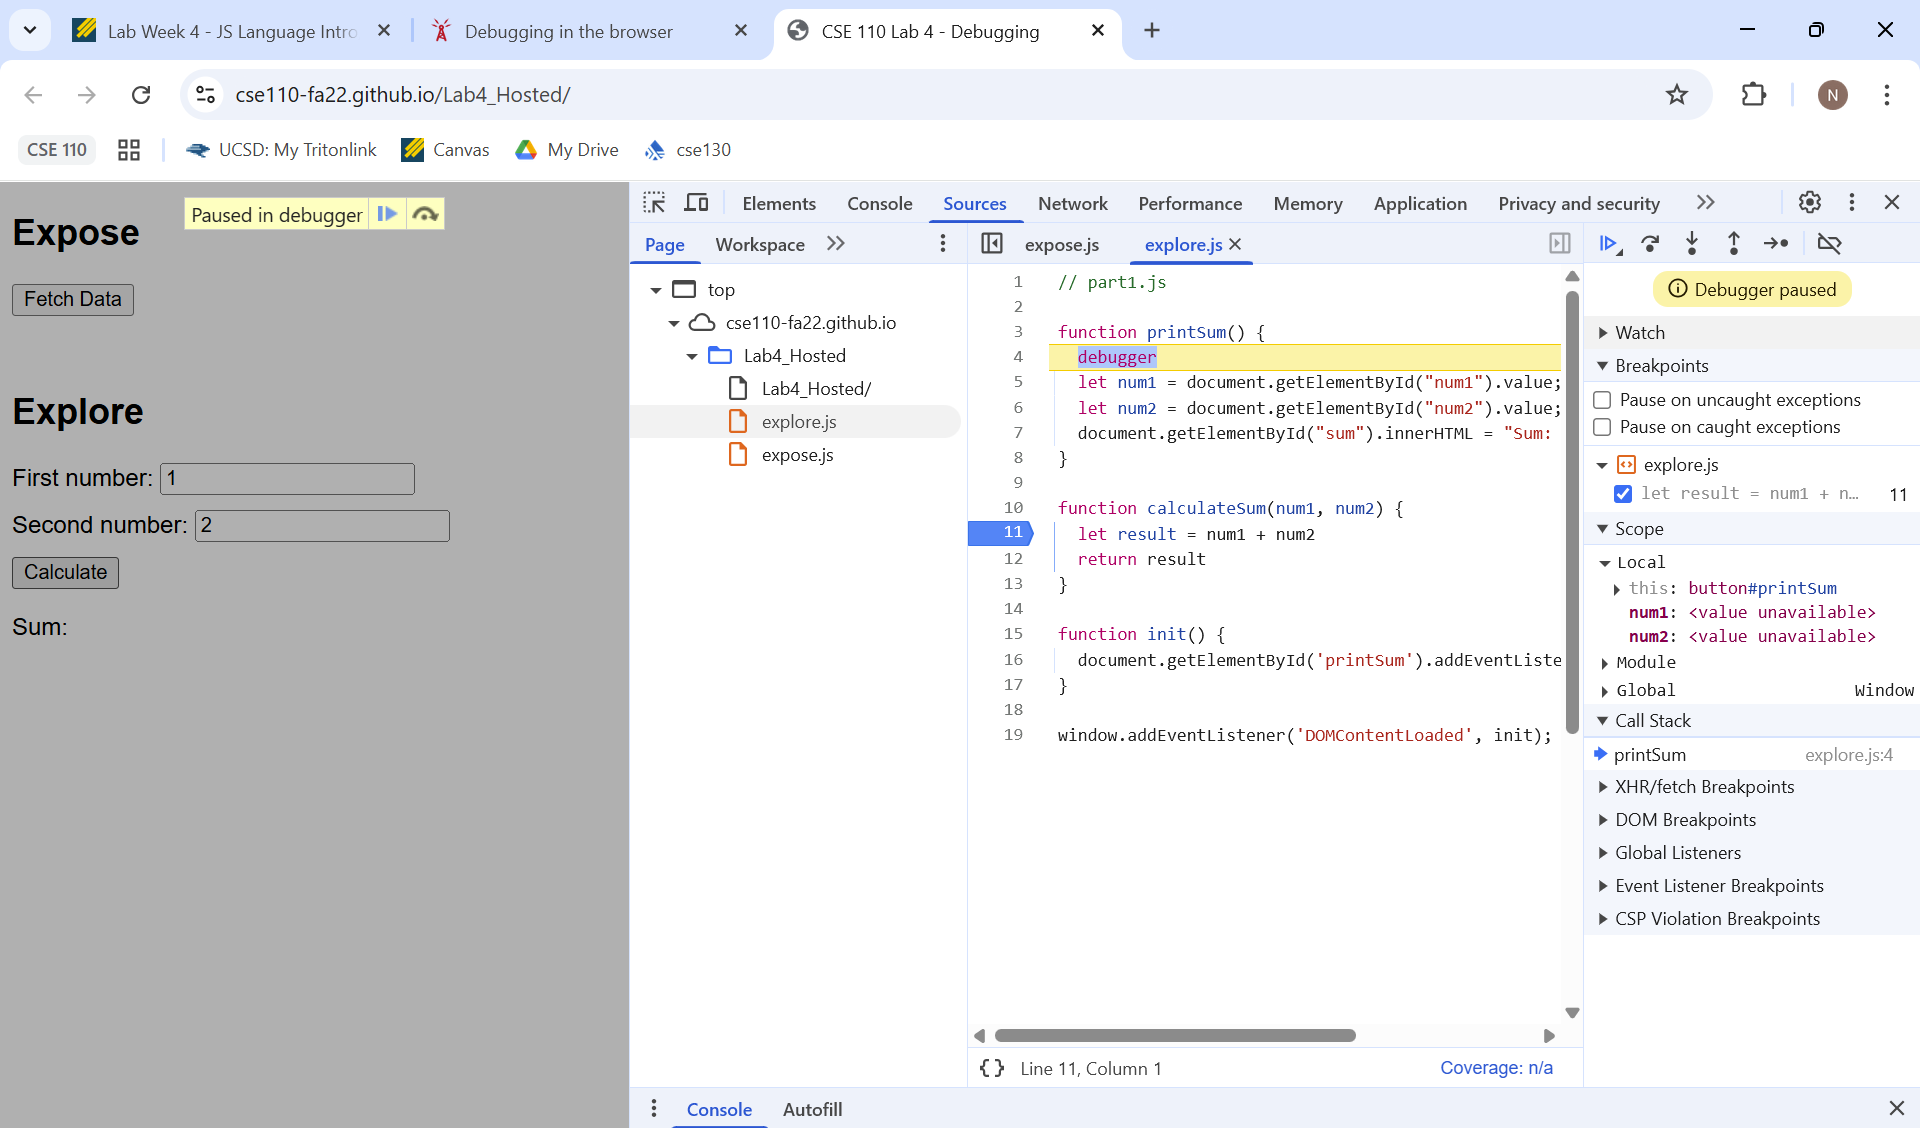 Lab Week 4 - JS Language Intro
Debugging in the browser
CSE 110 Lab 4 - Debugging
cse110-fa22.github.io/Lab4_Hosted/
N
CSE 110
UCSD: My Tritonlink
Canvas
My Drive
cse130
Expose
Paused in debugger
Fetch Data
Explore
First number: 1
Second number: 2
Calculate
Sum:
Elements
Console
Sources
Network
Performance
Memory
Application
Privacy and security
Page
Workspace
top
cse110-fa22.github.io
Lab4_Hosted
Lab4_Hosted/
explore.js
expose.js
expose.js
explore.js
1 // part1.js
2
3 function printSum() {
4 debugger
5 let num1 = document.getElementById("num1").value;
6 let num2 = document.getElementById("num2").value;
7 document.getElementById("sum").innerHTML = "Sum:
8 }
9
10 function calculateSum(num1, num2) {
11 let result = num1 + num2
12 return result
13 }
14
15 function init() {
16 document.getElementById('printSum').addEventListe
17 }
18
19 window.addEventListener('DOMContentLoaded', init);
{ } Line 11, Column 1
Coverage: n/a
Debugger paused
Watch
Breakpoints
Pause on uncaught exceptions
Pause on caught exceptions
explore.js
let result = num1 + n… 11
Scope
Local
this: button#printSum
num1: <value unavailable>
num2: <value unavailable>
Module
Global Window
Call Stack
printSum explore.js:4
XHR/fetch Breakpoints
DOM Breakpoints
Global Listeners
Event Listener Breakpoints
CSP Violation Breakpoints
Console
Autofill